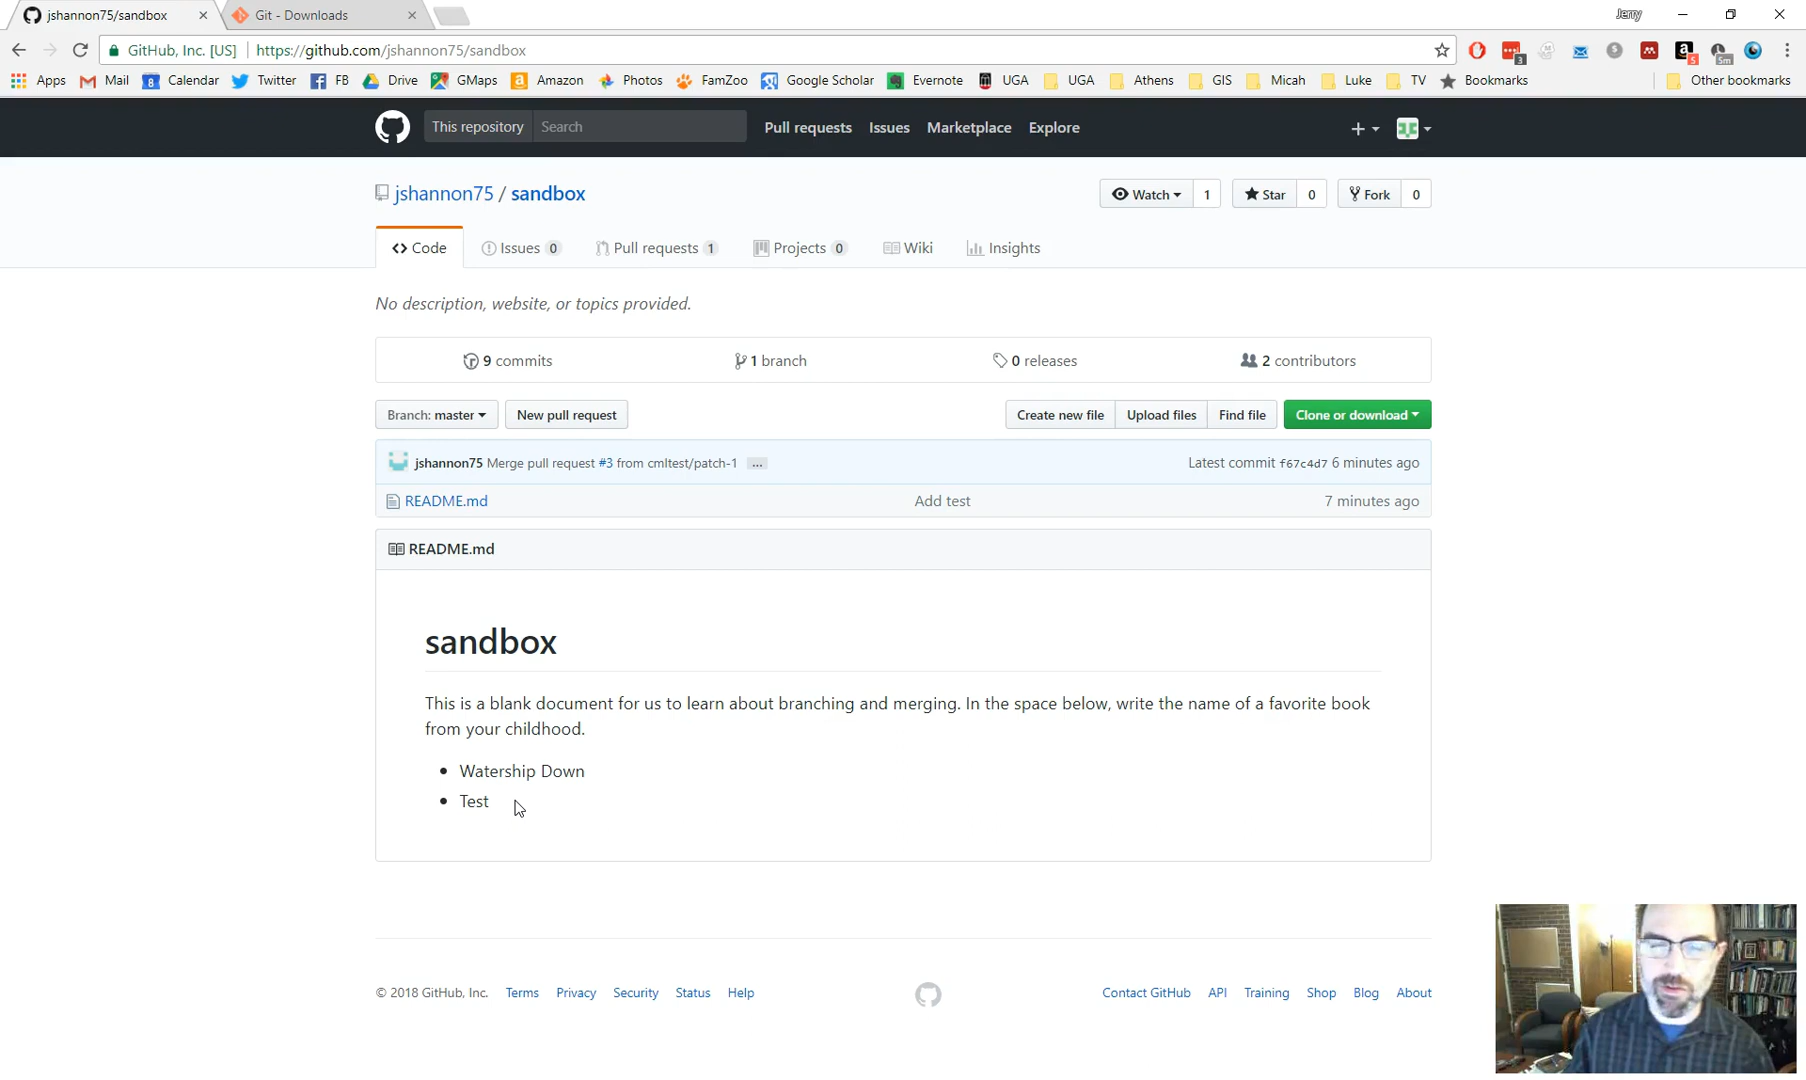 jshannon75/sandbox
Git - Downloads
Jerry
GitHub, Inc. [US] https://github.com/jshannon75/sandbox
3
5
5m
Apps Mail Calendar Twitter FB Drive GMaps Amazon Photos FamZoo Google Scholar Evernote UGA UGA Athens GIS Micah Luke TV Bookmarks Other bookmarks
This repository Search Pull requests Issues Marketplace Explore
jshannon75 / sandbox
Watch 1 Star 0 Fork 0
Code Issues 0 Pull requests 1 Projects 0 Wiki Insights
No description, website, or topics provided.
9 commits 1 branch 0 releases 2 contributors
Branch: master New pull request Create new file Upload files Find file Clone or download
jshannon75 Merge pull request #3 from cmltest/patch-1 ... Latest commit f67c4d7 6 minutes ago
README.md Add test 7 minutes ago
README.md
sandbox
This is a blank document for us to learn about branching and merging. In the space below, write the name of a favorite book
from your childhood.
• Watership Down
• Test
© 2018 GitHub, Inc. Terms Privacy Security Status Help Contact GitHub API Training Shop Blog About